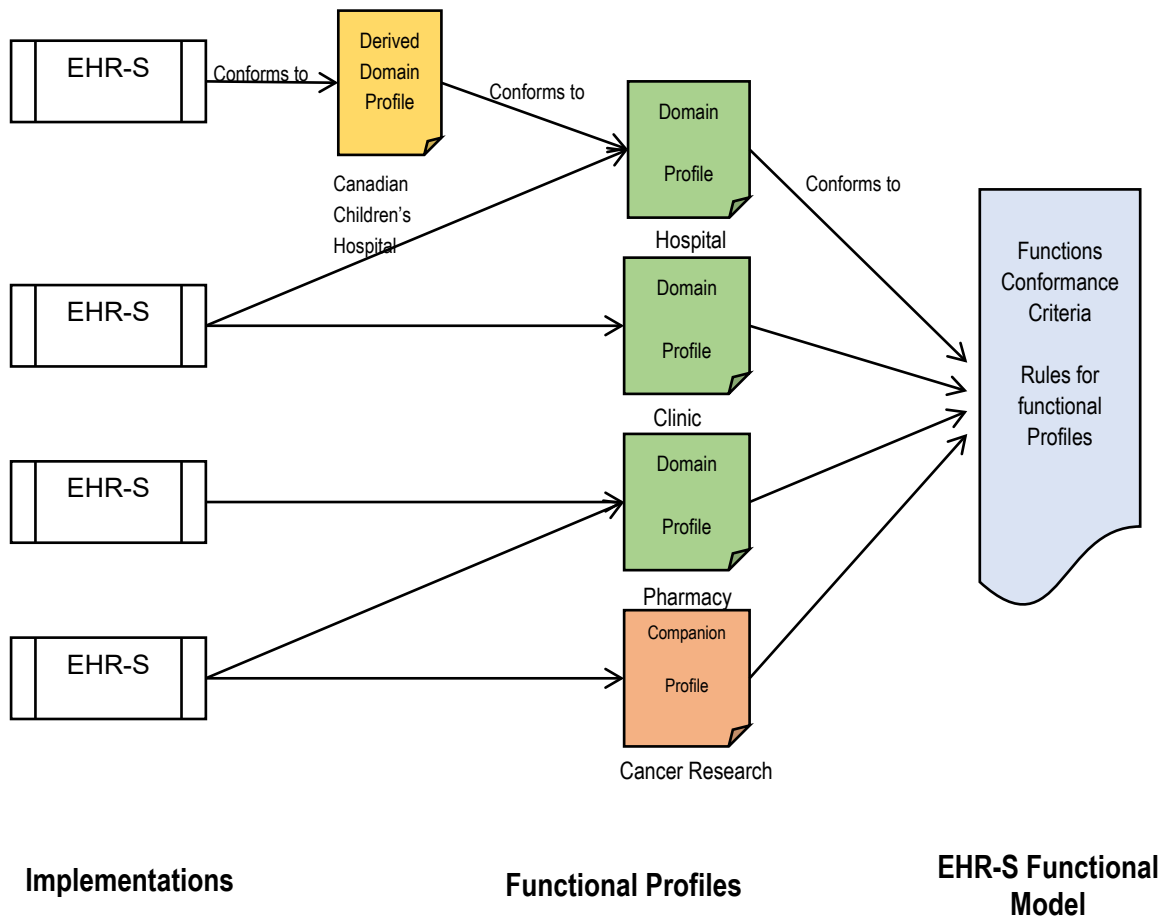 EHR-S
Conforms to
Derived
Domain
Profile
Canadian
Children's
Hospital
Conforms to
Domain
Profile
Hospital
Conforms to
EHR-S
Domain
Profile
Clinic
EHR-S
Domain
Profile
Pharmacy
EHR-S
Companion
Profile
Cancer Research
Functions
Conformance
Criteria
Rules for
functional
Profiles
Implementations
Functional Profiles
EHR-S Functional
Model